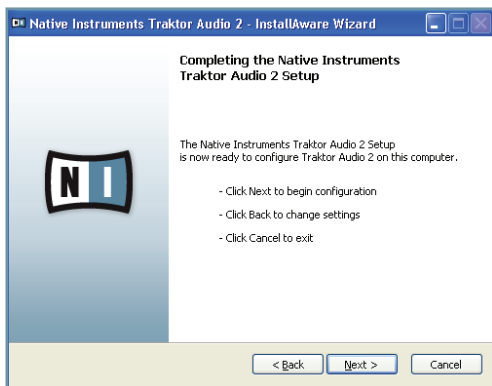 Native Instruments Traktor Audio 2 - InstallAware Wizard
Completing the Native Instruments
Traktor Audio 2 Setup
The Native Instruments Traktor Audio 2 Setup
is now ready to configure Traktor Audio 2 on this computer.
- Click Next to begin configuration
- Click Back to change settings
- Click Cancel to exit
NI
< Back
Next >
Cancel